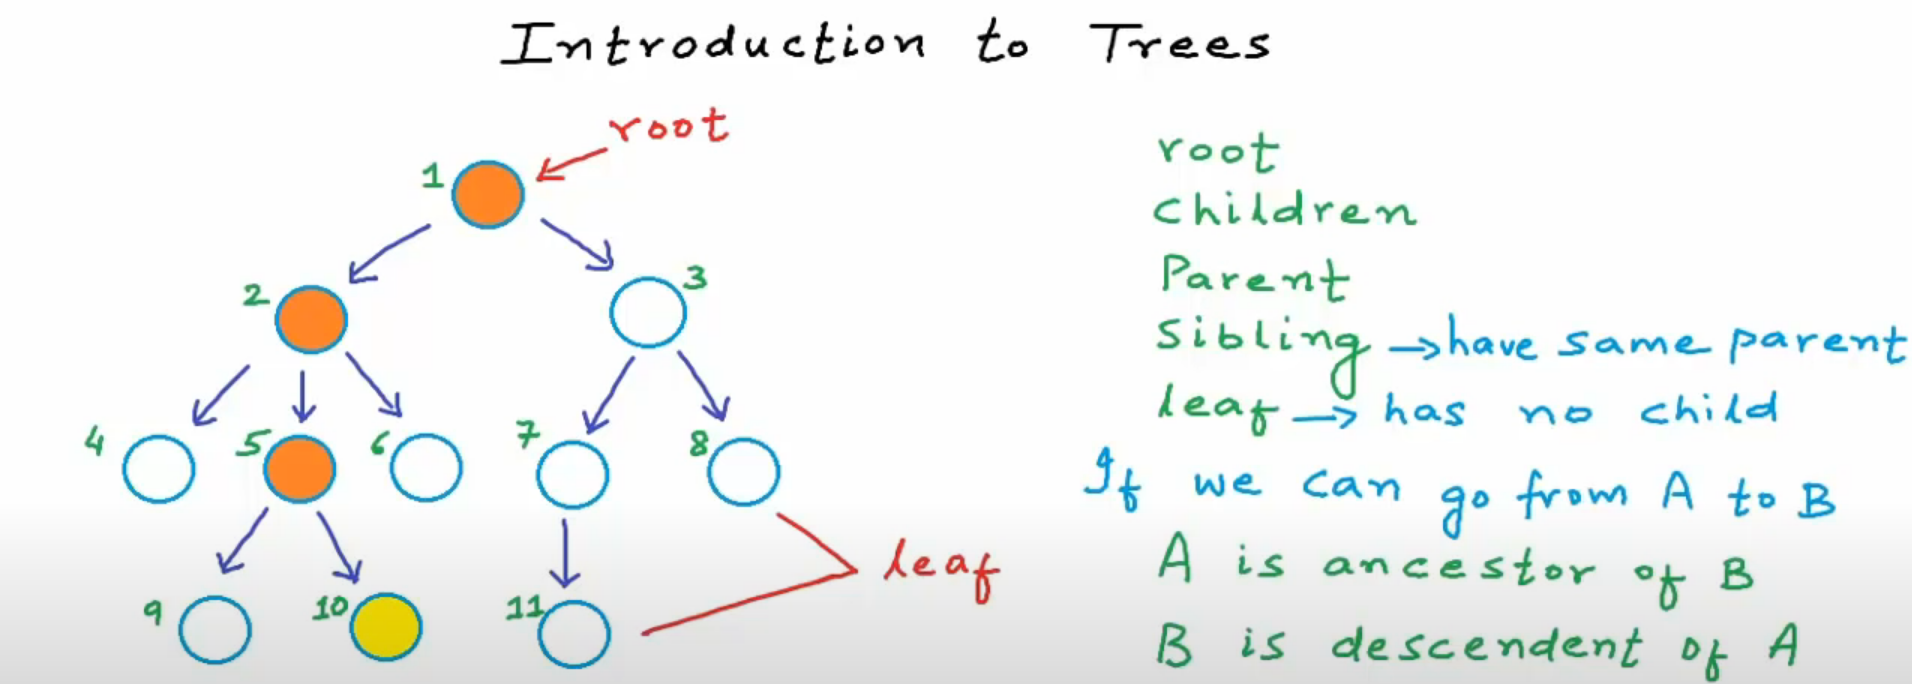 Introduction to Trees
root
1
2
3
4
5
6
7
8
9
10
11
leaf
root
children
Parent
Sibling → have same parent
leaf → has no child
If we can go from A to B
A is ancestor of B
B is descendent of A